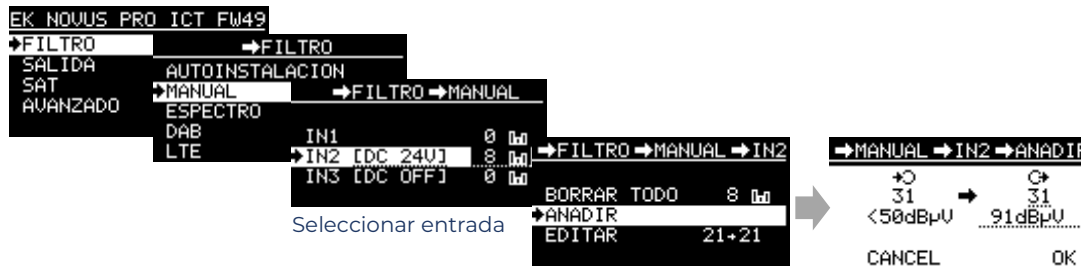 EK NOVUS PRO ICT FW49
➔FILTRO
SALIDA
SAT
AVANZADO
➔FILTRO
AUTOINSTALACION
➔MANUAL
ESPECTRO
DAB
LTE
➔FILTRO➔MANUAL
IN1 0
➔IN2 [DC 24V] 8
IN3 [DC OFF] 0
Seleccionar entrada
➔FILTRO➔MANUAL➔IN2
BORRAR TODO 8
➔ANADIR
EDITAR 21→21
➔MANUAL➔IN2➔ANADIR
31 ➔ 31
<50dBµV 91dBµV
CANCEL OK